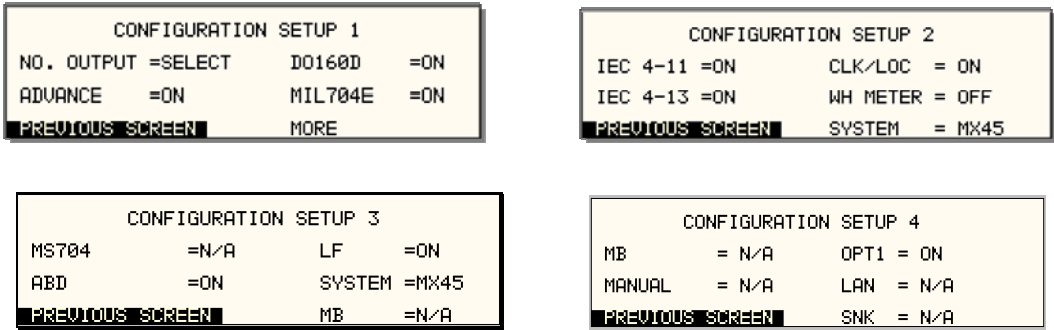 CONFIGURATION SETUP 1
NO. OUTPUT =SELECT DO160D =ON
ADVANCE =ON MIL704E =ON
PREVIOUS SCREEN MORE
CONFIGURATION SETUP 2
IEC 4-11 =ON CLK/LOC = ON
IEC 4-13 =ON WH METER = OFF
PREVIOUS SCREEN SYSTEM = MX45
CONFIGURATION SETUP 3
MS704 =N/A LF =ON
ABD =ON SYSTEM =MX45
PREVIOUS SCREEN MB =N/A
CONFIGURATION SETUP 4
MB = N/A OPT1 = ON
MANUAL = N/A LAN = N/A
PREVIOUS SCREEN SNK = N/A